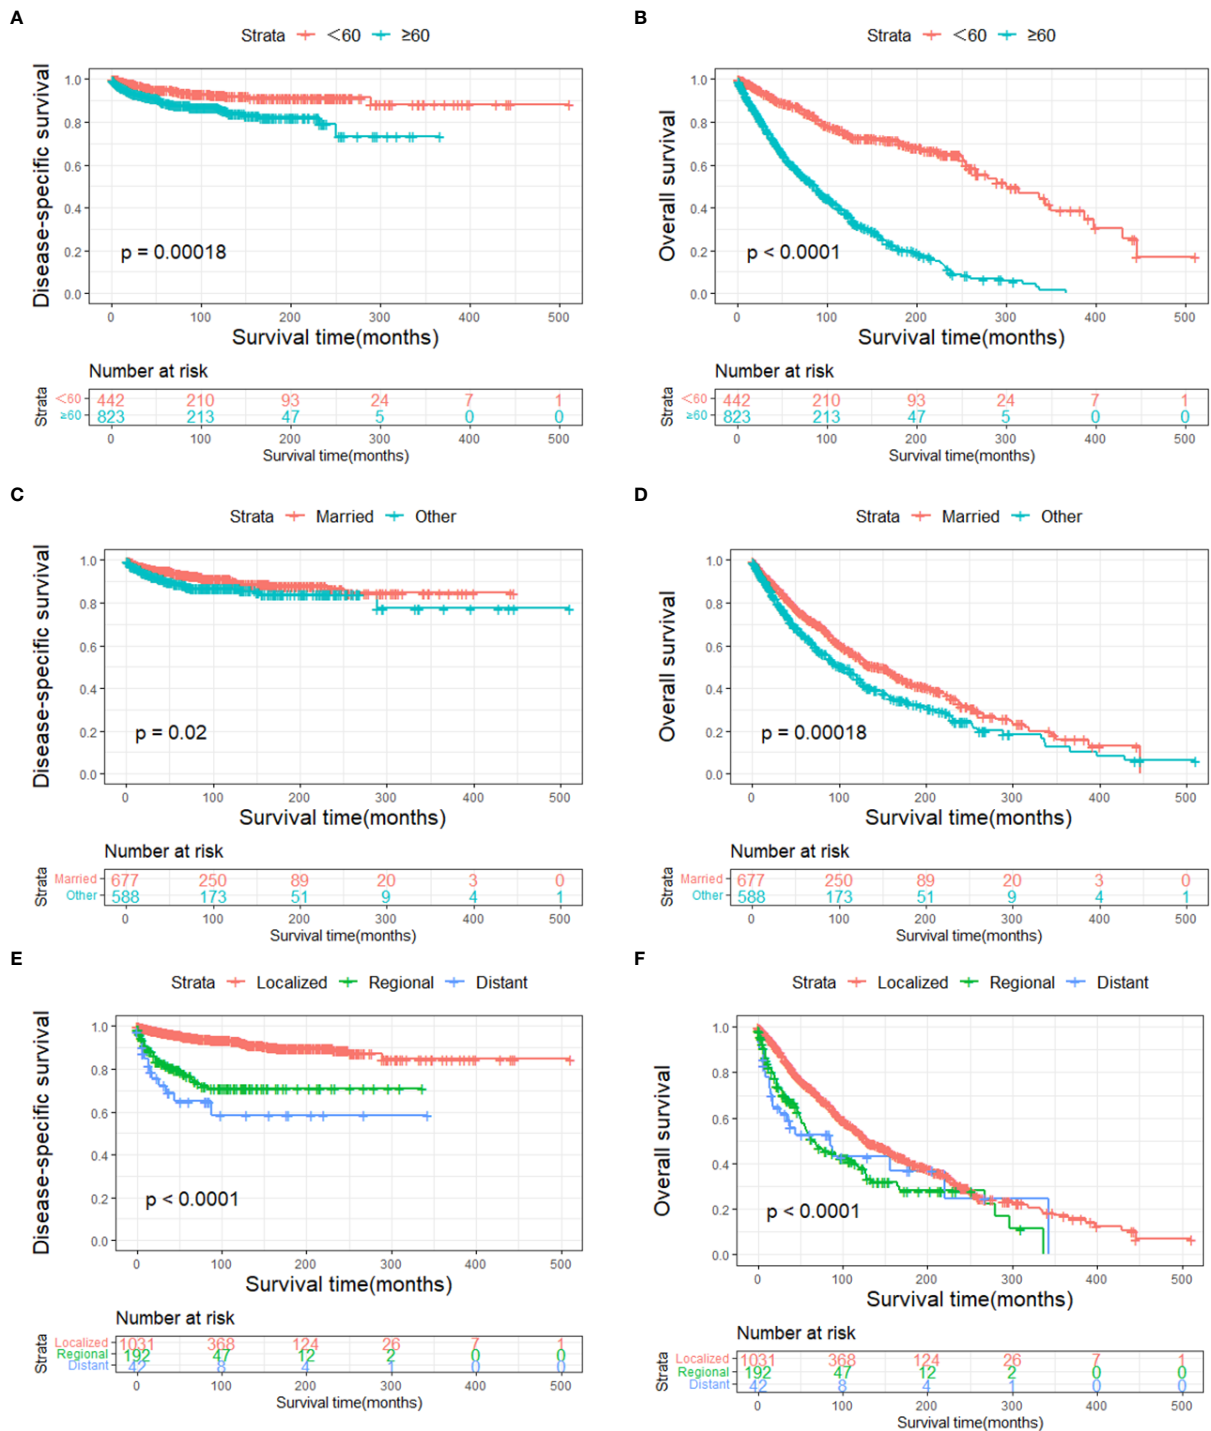 A
Strata <60 ≥60
Disease-specific survival
1.0
0.8
0.6
0.4
0.2
0.0
p = 0.00018
0 100 200 300 400 500
Survival time(months)
Number at risk
Strata
<60 442 210 93 24 7 1
≥60 823 213 47 5 0 0
0 100 200 300 400 500
Survival time(months)
B
Strata <60 ≥60
Overall survival
1.0
0.8
0.6
0.4
0.2
0.0
p < 0.0001
0 100 200 300 400 500
Survival time(months)
Number at risk
Strata
<60 442 210 93 24 7 1
≥60 823 213 47 5 0 0
0 100 200 300 400 500
Survival time(months)
C
Strata Married Other
Disease-specific survival
1.0
0.8
0.6
0.4
0.2
0.0
p = 0.02
0 100 200 300 400 500
Survival time(months)
Number at risk
Strata
Married 677 250 89 20 3 0
Other 588 173 51 9 4 1
0 100 200 300 400 500
Survival time(months)
D
Strata Married Other
Overall survival
1.0
0.8
0.6
0.4
0.2
0.0
p = 0.00018
0 100 200 300 400 500
Survival time(months)
Number at risk
Strata
Married 677 250 89 20 3 0
Other 588 173 51 9 4 1
0 100 200 300 400 500
Survival time(months)
E
Strata Localized Regional Distant
Disease-specific survival
1.0
0.8
0.6
0.4
0.2
0.0
p < 0.0001
0 100 200 300 400 500
Survival time(months)
Number at risk
Strata
Localized 1031 368 124 26 7 1
Regional 192 47 12 2 0 0
Distant 42 8 4 1 0 0
0 100 200 300 400 500
Survival time(months)
F
Strata Localized Regional Distant
Overall survival
1.0
0.8
0.6
0.4
0.2
0.0
p < 0.0001
0 100 200 300 400 500
Survival time(months)
Number at risk
Strata
Localized 1031 368 124 26 7 1
Regional 192 47 12 2 0 0
Distant 42 8 4 1 0 0
0 100 200 300 400 500
Survival time(months)